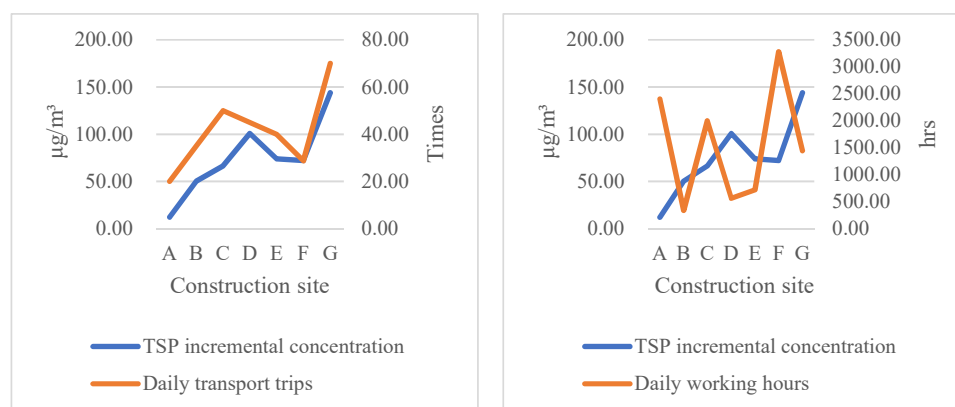 200.00
150.00
100.00
50.00
0.00
µg/m³
80.00
60.00
40.00
20.00
0.00
Times
A B C D E F G
Construction site
TSP incremental concentration
Daily transport trips
200.00
150.00
100.00
50.00
0.00
µg/m³
3500.00
3000.00
2500.00
2000.00
1500.00
1000.00
500.00
0.00
hrs
A B C D E F G
Construction site
TSP incremental concentration
Daily working hours